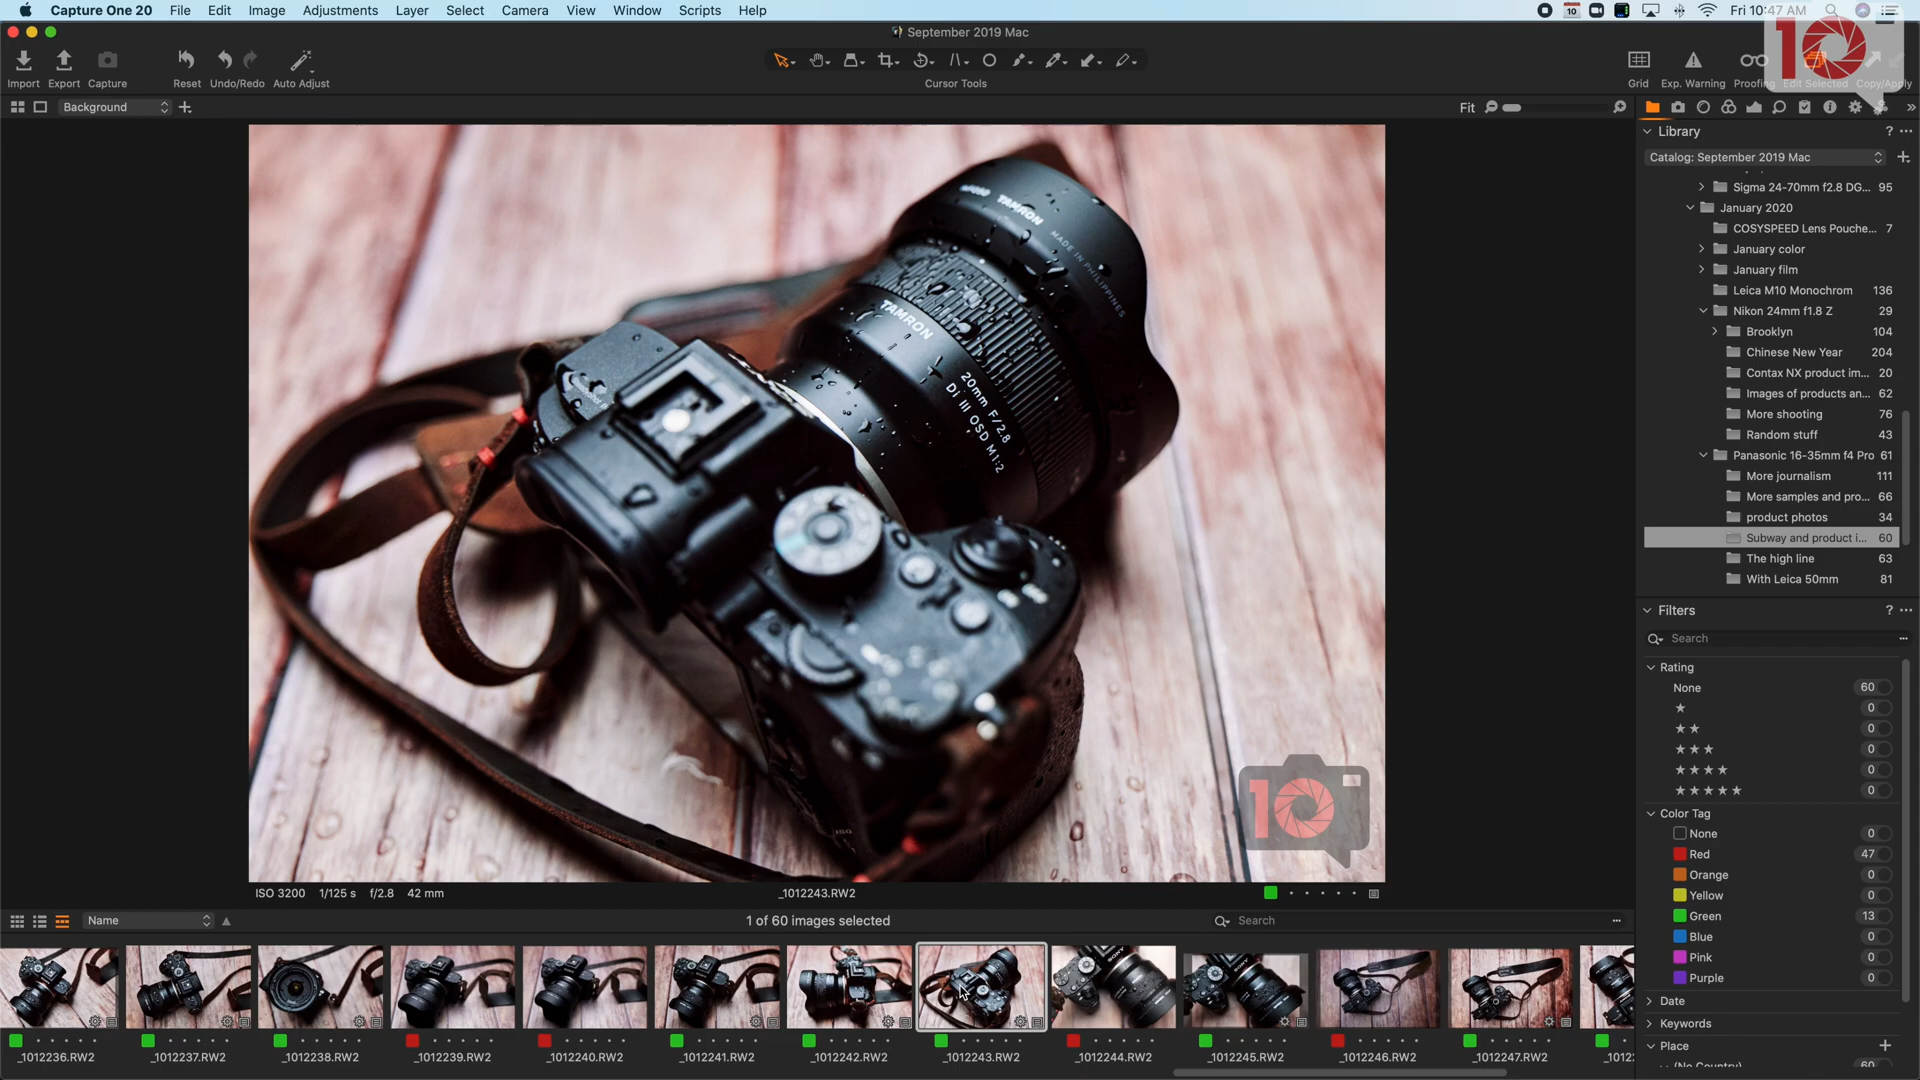 Capture One 20 File Edit Image Adjustments Layer Select Camera View Window Scripts Help
10 Fri 10:47 AM
September 2019 Mac
Import Export Capture Reset Undo/Redo Auto Adjust
Cursor Tools
Grid Exp. Warning Proofing Edit Selected Copy/Apply
10
Background
Fit
Library
?
Catalog: September 2019 Mac
Sigma 24-70mm f2.8 DG... 95
January 2020
COSYSPEED Lens Pouche... 7
January color
January film
Leica M10 Monochrom 136
Nikon 24mm f1.8 Z 29
Brooklyn 104
Chinese New Year 204
Contax NX product im... 20
Images of products an... 62
More shooting 76
Random stuff 43
Panasonic 16-35mm f4 Pro 61
More journalism 111
More samples and pro... 66
product photos 34
Subway and product i... 60
The high line 63
With Leica 50mm 81
Filters
?
Search
Rating
None 60
0
0
0
0
0
Color Tag
None 0
Red 47
Orange 0
Yellow 0
Green 13
Blue 0
Pink 0
Purple 0
Date
Keywords
Place
TAMRON
MADE IN PHILIPPINES
TAMRON
20mm F/2.8
Di III OSD M1:2
10
ISO 3200 1/125 s f/2.8 42 mm
_1012243.RW2
Name
1 of 60 images selected
Search
_1012236.RW2
_1012237.RW2
_1012238.RW2
_1012239.RW2
_1012240.RW2
_1012241.RW2
_1012242.RW2
_1012243.RW2
_1012244.RW2
_1012245.RW2
_1012246.RW2
_1012247.RW2